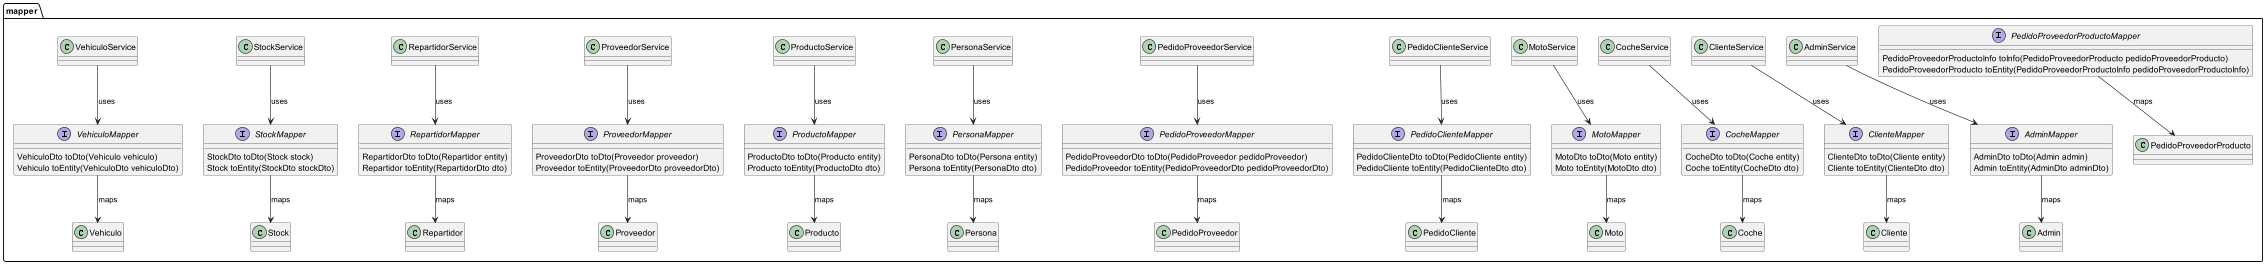 mapper
PedidoProveedorProductoMapper
PedidoProveedorProductoInfo toInfo(PedidoProveedorProducto pedidoProveedorProducto)
PedidoProveedorProducto toEntity(PedidoProveedorProductoInfo pedidoProveedorProductoInfo)
VehiculoService
StockService
RepartidorService
ProveedorService
ProductoService
PersonaService
PedidoProveedorService
PedidoClienteService
MotoService
CocheService
ClienteService
AdminService
uses
uses
uses
uses
uses
uses
uses
uses
uses
uses
uses
uses
maps
VehiculoMapper
VehiculoDto toDto(Vehiculo vehiculo)
Vehiculo toEntity(VehiculoDto vehiculoDto)
StockMapper
StockDto toDto(Stock stock)
Stock toEntity(StockDto stockDto)
RepartidorMapper
RepartidorDto toDto(Repartidor entity)
Repartidor toEntity(RepartidorDto dto)
ProveedorMapper
ProveedorDto toDto(Proveedor proveedor)
Proveedor toEntity(ProveedorDto proveedorDto)
ProductoMapper
ProductoDto toDto(Producto entity)
Producto toEntity(ProductoDto dto)
PersonaMapper
PersonaDto toDto(Persona entity)
Persona toEntity(PersonaDto dto)
PedidoProveedorMapper
PedidoProveedorDto toDto(PedidoProveedor pedidoProveedor)
PedidoProveedor toEntity(PedidoProveedorDto pedidoProveedorDto)
PedidoClienteMapper
PedidoClienteDto toDto(PedidoCliente entity)
PedidoCliente toEntity(PedidoClienteDto dto)
MotoMapper
MotoDto toDto(Moto entity)
Moto toEntity(MotoDto dto)
CocheMapper
CocheDto toDto(Coche entity)
Coche toEntity(CocheDto dto)
ClienteMapper
ClienteDto toDto(Cliente entity)
Cliente toEntity(ClienteDto dto)
AdminMapper
AdminDto toDto(Admin admin)
Admin toEntity(AdminDto adminDto)
PedidoProveedorProducto
maps
maps
maps
maps
maps
maps
maps
maps
maps
maps
maps
maps
Vehiculo
Stock
Repartidor
Proveedor
Producto
Persona
PedidoProveedor
PedidoCliente
Moto
Coche
Cliente
Admin